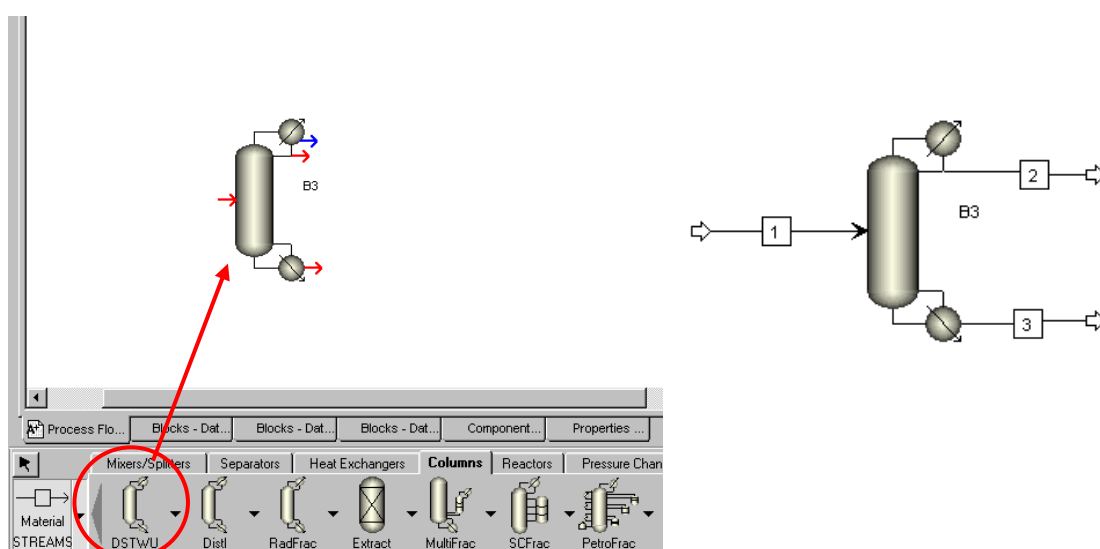 B3
2
B3
1
3
Process Flo... Blocks - Dat... Blocks - Dat... Blocks - Dat... Component... Properties ...
Mixers/Splitters Separators Heat Exchangers Columns Reactors Pressure Chan
Material
STREAMS DSTWU Distl RadFrac Extract MultiFrac SCFrac PetroFrac